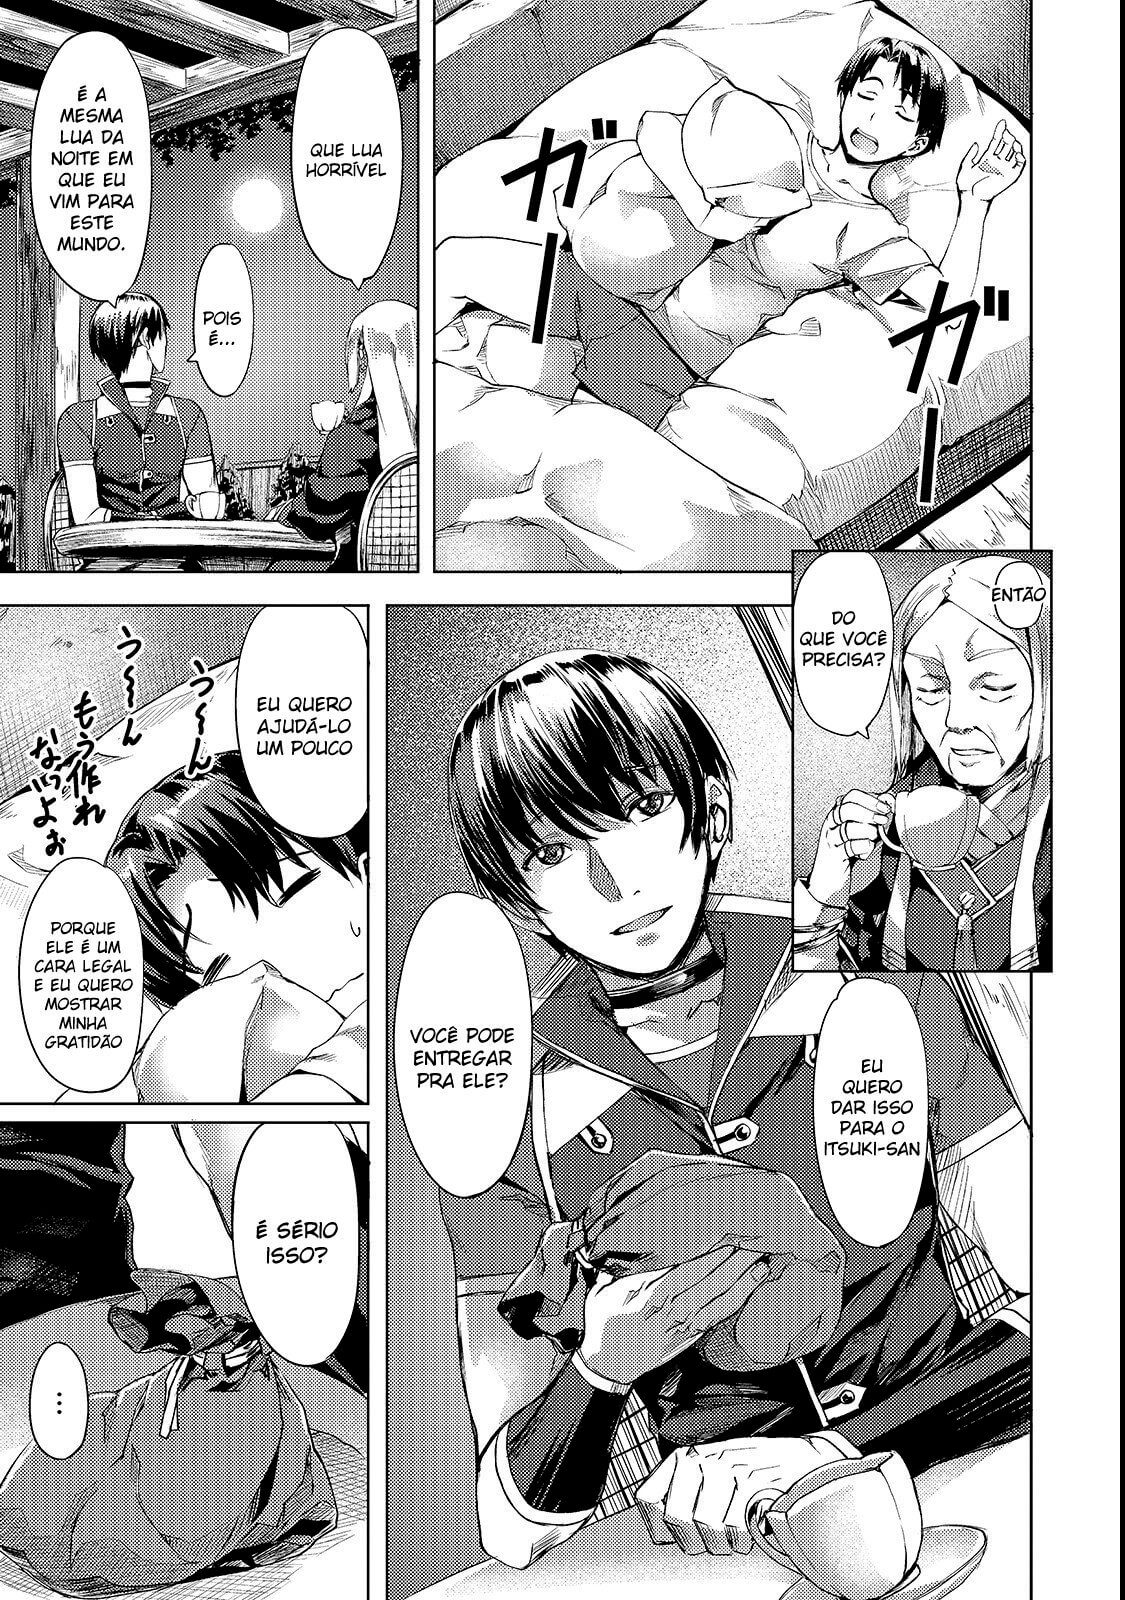 ガーッ
ガーッ
QUE LUA
HORRÍVEL
POIS
É...
É A
MESMA
LUA DA
NOITE EM
QUE EU
VIM PARA
ESTE
MUNDO.
ENTÃO
DO
QUE VOCÊ
PRECISA?
EU
QUERO
DAR ISSO
PARA O
ITSUKI-SAN
VOCÊ PODE
ENTREGAR
PRA ELE?
EU QUERO
AJUDÁ-LO
UM POUCO
う～～ん
う～～ん
もう作れ
ないよぉ
PORQUE
ELE É UM
CARA LEGAL
E EU QUERO
MOSTRAR
MINHA
GRATIDÃO
É SÉRIO
ISSO?
...